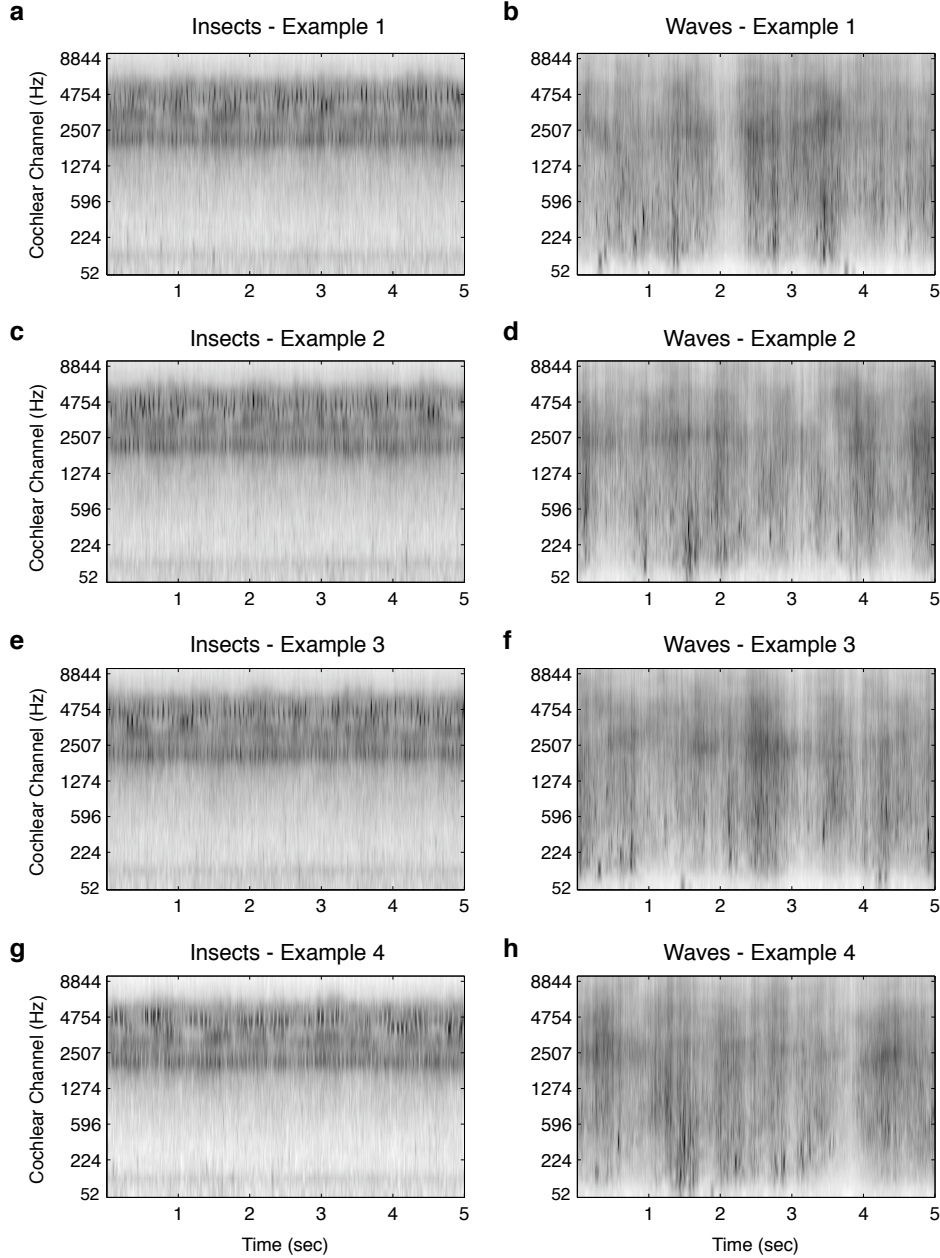 a
Insects - Example 1
Cochlear Channel (Hz)
8844
4754
2507
1274
596
224
52
1 2 3 4 5
b
Waves - Example 1
8844
4754
2507
1274
596
224
52
1 2 3 4 5
c
Insects - Example 2
Cochlear Channel (Hz)
8844
4754
2507
1274
596
224
52
1 2 3 4 5
d
Waves - Example 2
8844
4754
2507
1274
596
224
52
1 2 3 4 5
e
Insects - Example 3
Cochlear Channel (Hz)
8844
4754
2507
1274
596
224
52
1 2 3 4 5
f
Waves - Example 3
8844
4754
2507
1274
596
224
52
1 2 3 4 5
g
Insects - Example 4
Cochlear Channel (Hz)
8844
4754
2507
1274
596
224
52
1 2 3 4 5
Time (sec)
h
Waves - Example 4
8844
4754
2507
1274
596
224
52
1 2 3 4 5
Time (sec)